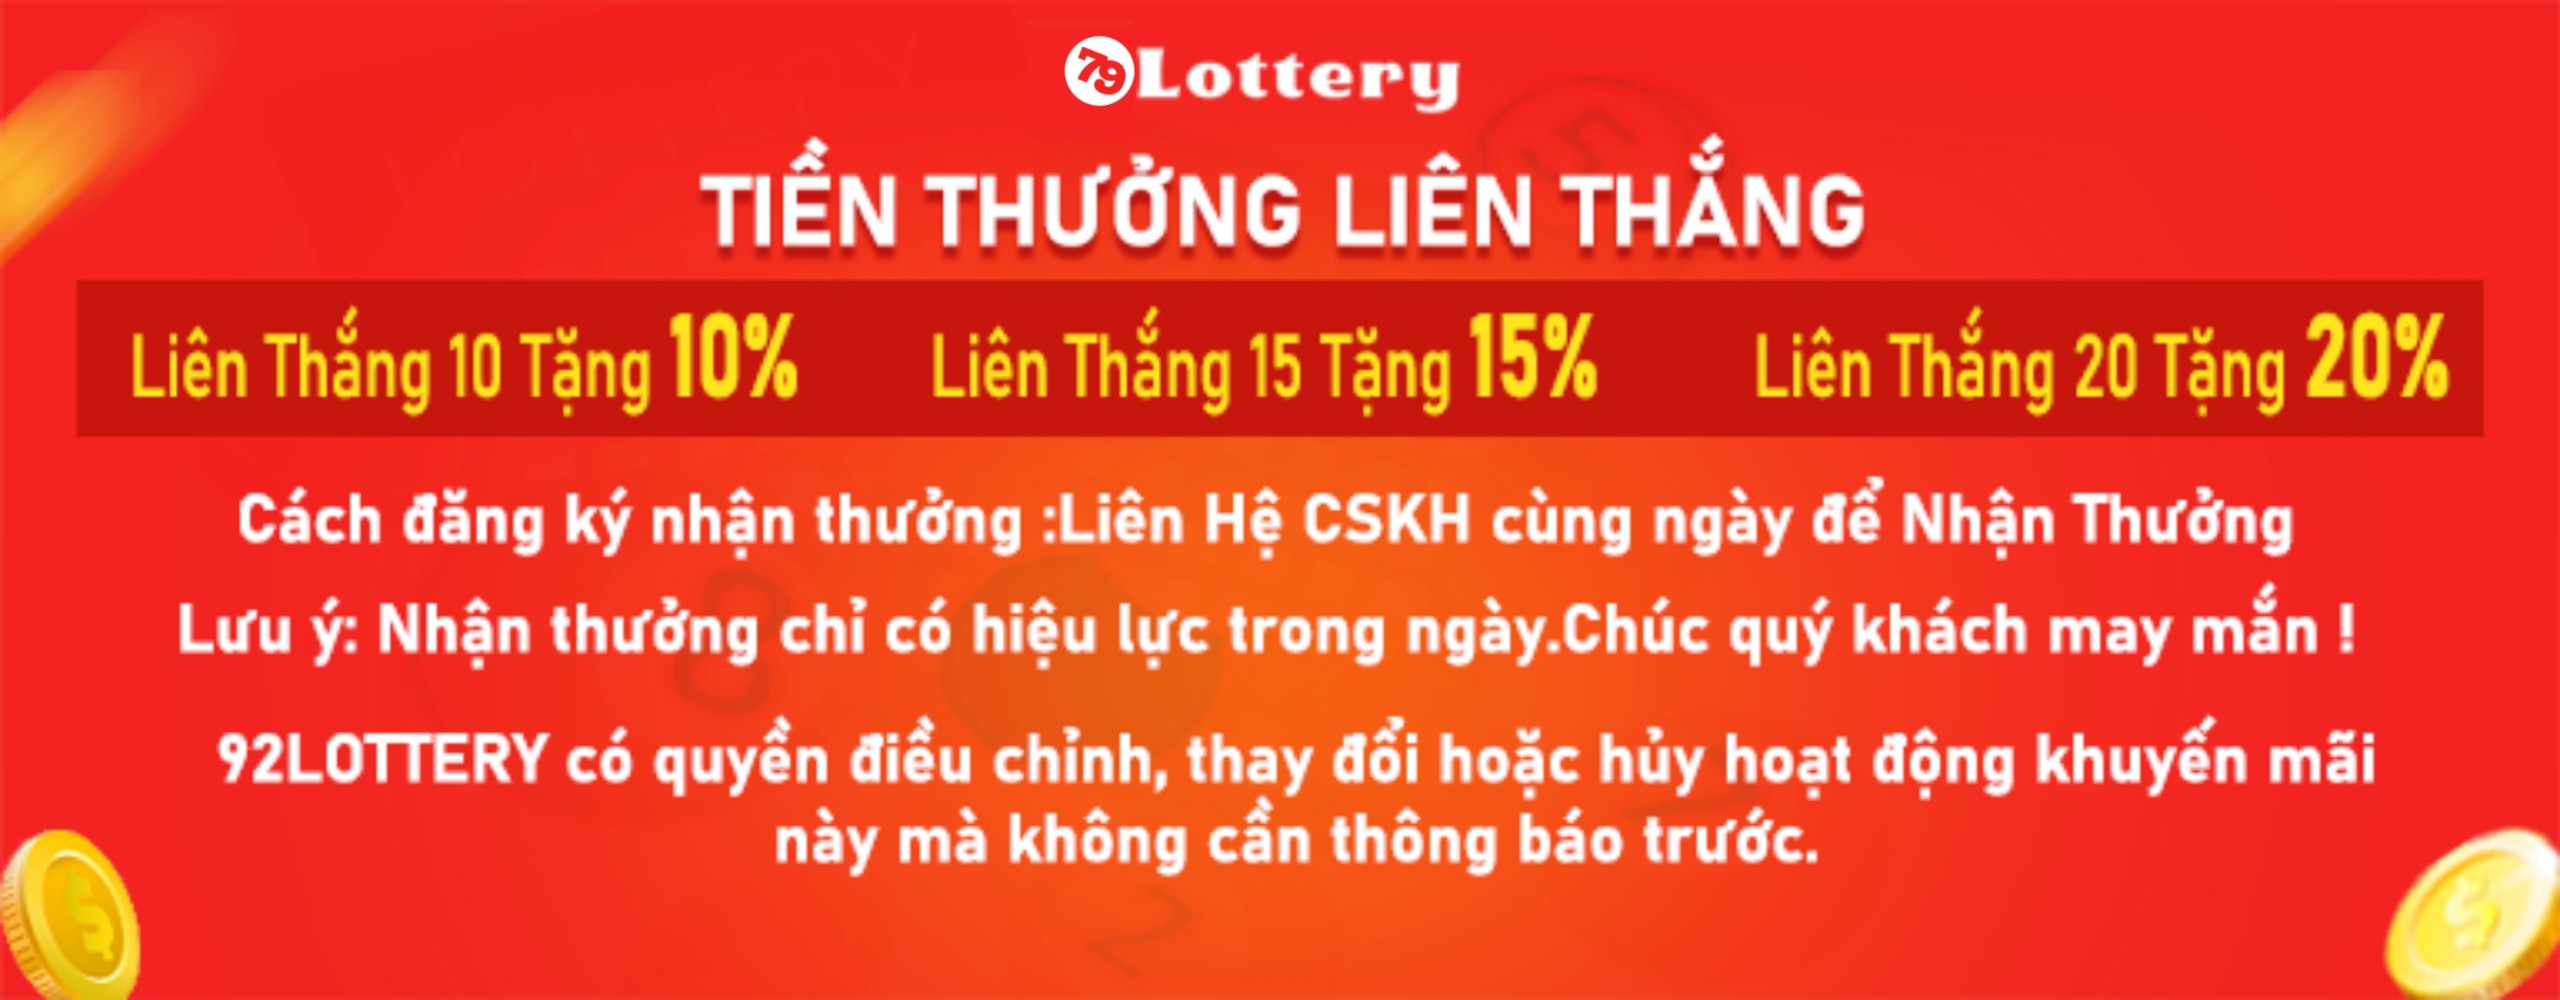 79 Lottery
TIỀN THƯỞNG LIÊN THẮNG
Liên Thắng 10 Tặng 10% Liên Thắng 15 Tặng 15% Liên Thắng 20 Tặng 20%
Cách đăng ký nhận thưởng :Liên Hệ CSKH cùng ngày để Nhận Thưởng
Lưu ý: Nhận thưởng chỉ có hiệu lực trong ngày.Chúc quý khách may mắn !
92LOTTERY có quyền điều chỉnh, thay đổi hoặc hủy hoạt động khuyến mãi
này mà không cần thông báo trước.